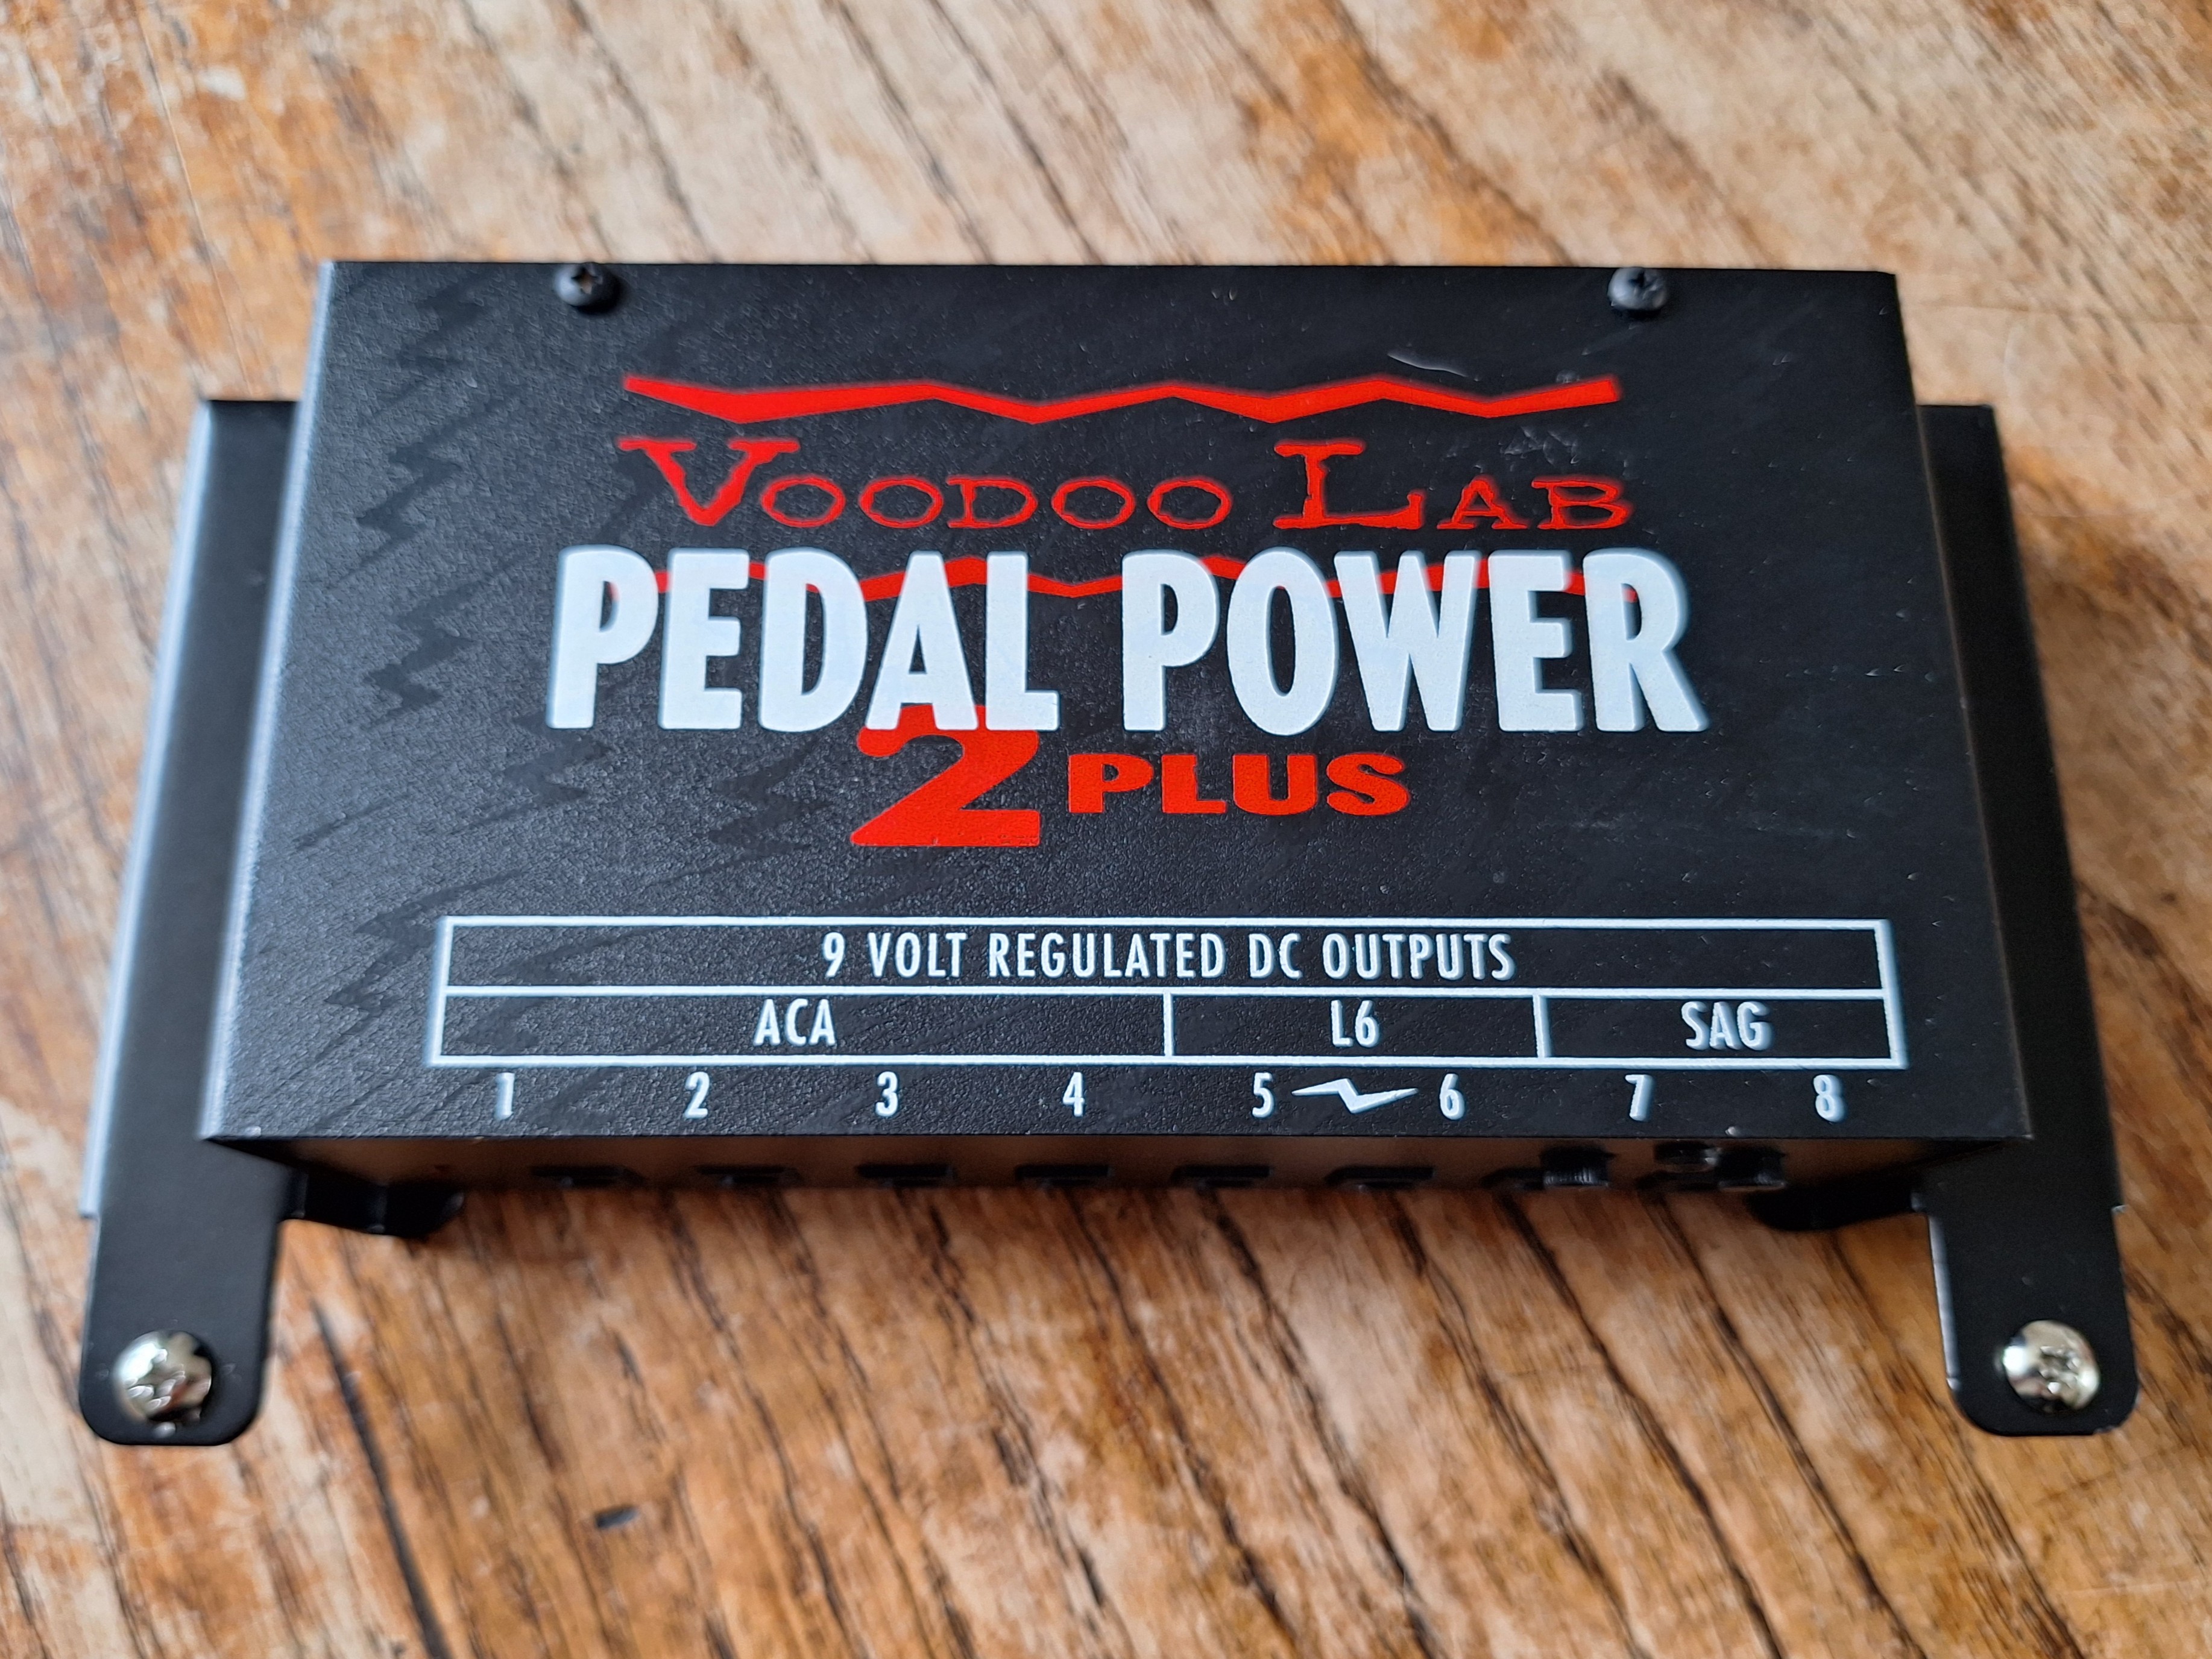 VOODOO LAB
PEDAL POWER
2 PLUS
9 VOLT REGULATED DC OUTPUTS
ACA L6 SAG
1 2 3 4 5 6 7 8